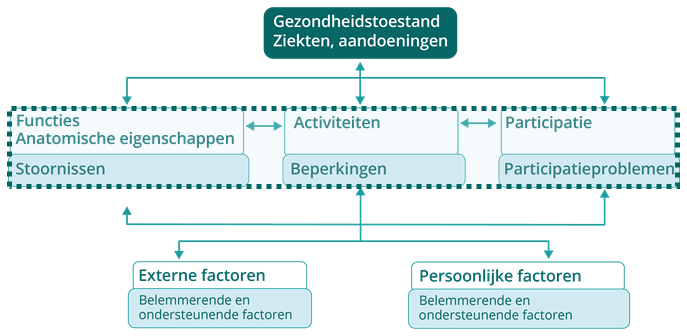 Gezondheidstoestand
Ziekten, aandoeningen
Functies
Anatomische eigenschappen
Stoornissen
Activiteiten
Beperkingen
Participatie
Participatieproblemen
Externe factoren
Belemmerende en
ondersteunende factoren
Persoonlijke factoren
Belemmerende en
ondersteunende factoren